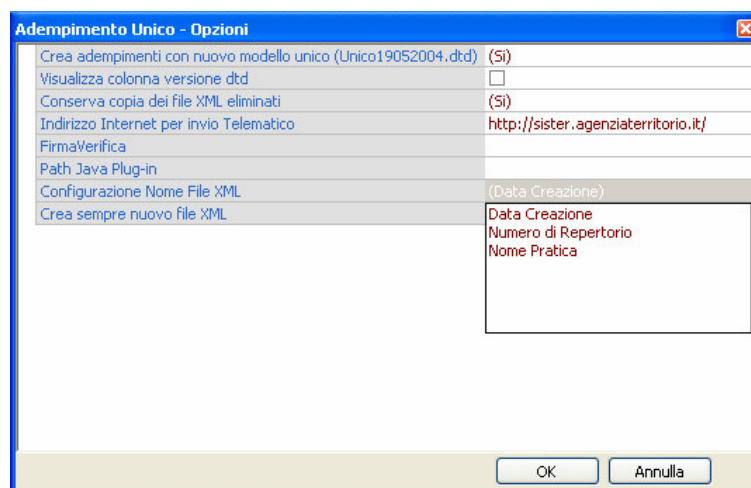 Adempimento Unico - Opzioni
Crea adempimenti con nuovo modello unico (Unico19052004.dtd) (Si)
Visualizza colonna versione dtd
Conserva copia dei file XML eliminati (Si)
Indirizzo Internet per invio Telematico http://sister.agenziaterritorio.it/
FirmaVerifica
Path Java Plug-in
Configurazione Nome File XML (Data Creazione)
Crea sempre nuovo file XML Data Creazione
Numero di Repertorio
Nome Pratica
OK Annulla